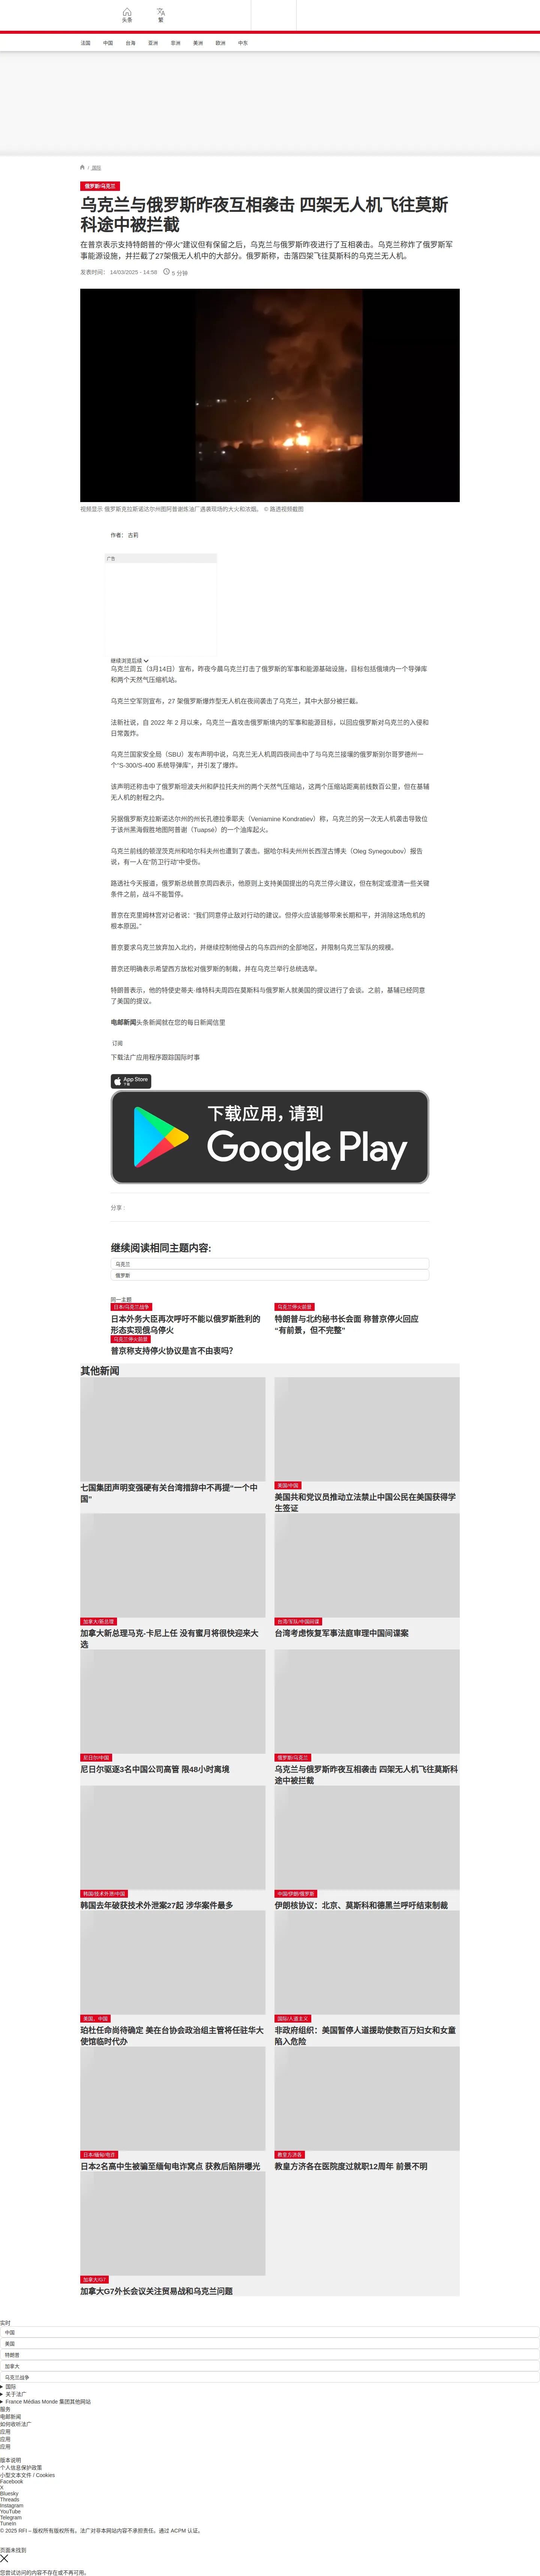 头条
繁
法国
中国
台海
亚洲
非洲
美洲
欧洲
中东
/ 国际
俄罗斯/乌克兰
乌克兰与俄罗斯昨夜互相袭击 四架无人机飞往莫斯
科途中被拦截
在普京表示支持特朗普的“停火”建议但有保留之后，乌克兰与俄罗斯昨夜进行了互相袭击。乌克兰称炸了俄罗斯军
事能源设施，并拦截了27架俄无人机中的大部分。俄罗斯称，击落四架飞往莫斯科的乌克兰无人机。
发表时间： 14/03/2025 - 14:58
5 分钟
视频显示 俄罗斯克拉斯诺达尔州图阿普谢炼油厂遇袭现场的大火和浓烟。 © 路透视频截图
作者： 古莉
广告
继续浏览后续
乌克兰周五（3月14日）宣布，昨夜今晨乌克兰打击了俄罗斯的军事和能源基础设施，目标包括俄境内一个导弹库
和两个天然气压缩机站。
乌克兰空军则宣布，27 架俄罗斯爆炸型无人机在夜间袭击了乌克兰，其中大部分被拦截。
法新社说，自 2022 年 2 月以来，乌克兰一直攻击俄罗斯境内的军事和能源目标，以回应俄罗斯对乌克兰的入侵和
日常轰炸。
乌克兰国家安全局（SBU）发布声明中说，乌克兰无人机周四夜间击中了与乌克兰接壤的俄罗斯别尔哥罗德州一
个“S-300/S-400 系统导弹库”，并引发了爆炸。
该声明还称击中了俄罗斯坦波夫州和萨拉托夫州的两个天然气压缩站，这两个压缩站距离前线数百公里，但在基辅
无人机的射程之内。
另据俄罗斯克拉斯诺达尔州的州长孔德拉季耶夫（Veniamine Kondratiev）称，乌克兰的另一次无人机袭击导致位
于该州黑海假胜地图阿普谢（Tuapsé）的一个油库起火。
乌克兰前线的顿涅茨克州和哈尔科夫州也遭到了袭击。据哈尔科夫州州长西涅古博夫（Oleg Synegoubov）报告
说，有一人在“防卫行动”中受伤。
路透社今天报道，俄罗斯总统普京周四表示，他原则上支持美国提出的乌克兰停火建议，但在制定或澄清一些关键
条件之前，战斗不能暂停。
普京在克里姆林宫对记者说：“我们同意停止敌对行动的建议。但停火应该能够带来长期和平，并消除这场危机的
根本原因。”
普京要求乌克兰放弃加入北约，并继续控制他侵占的乌东四州的全部地区，并限制乌克兰军队的规模。
普京还明确表示希望西方放松对俄罗斯的制裁，并在乌克兰举行总统选举。
特朗普表示，他的特使史蒂夫·维特科夫周四在莫斯科与俄罗斯人就美国的提议进行了会谈。之前，基辅已经同意
了美国的提议。
电邮新闻头条新闻就在您的每日新闻信里
订阅
下载法广应用程序跟踪国际时事
App Store
下载应用，请到
Google Play
分享 :
继续阅读相同主题内容:
乌克兰
俄罗斯
同一主题
日本/乌克兰战争
日本外务大臣再次呼吁不能以俄罗斯胜利的
形态实现俄乌停火
乌克兰停火前景
特朗普与北约秘书长会面 称普京停火回应
“有前景，但不完整”
乌克兰停火前景
普京称支持停火协议是言不由衷吗？
其他新闻
七国集团声明变强硬有关台湾措辞中不再提“一个中
国”
美国/中国
美国共和党议员推动立法禁止中国公民在美国获得学
生签证
加拿大/新总理
加拿大新总理马克-卡尼上任 没有蜜月将很快迎来大
选
台湾/军队/中国间谍
台湾考虑恢复军事法庭审理中国间谍案
尼日尔/中国
尼日尔驱逐3名中国公司高管 限48小时离境
俄罗斯/乌克兰
乌克兰与俄罗斯昨夜互相袭击 四架无人机飞往莫斯科
途中被拦截
韩国/技术外泄/中国
韩国去年破获技术外泄案27起 涉华案件最多
中国/伊朗/俄罗斯
伊朗核协议：北京、莫斯科和德黑兰呼吁结束制裁
美国、中国
珀杜任命尚待确定 美在台协会政治组主管将任驻华大
使馆临时代办
国际/人道主义
非政府组织：美国暂停人道援助使数百万妇女和女童
陷入危险
日本/缅甸/电诈
日本2名高中生被骗至缅甸电诈窝点 获救后陷阱曝光
教皇方济各
教皇方济各在医院度过就职12周年 前景不明
加拿大/G7
加拿大G7外长会议关注贸易战和乌克兰问题
实时
中国
美国
特朗普
加拿大
乌克兰战争
国际
关于法广
France Médias Monde 集团其他网站
服务
电邮新闻
如何收听法广
应用
应用
应用
版本说明
个人信息保护政策
小型文本文件 / Cookies
Facebook
X
Bluesky
Threads
Instagram
YouTube
Telegram
TuneIn
© 2025 RFI – 版权所有版权所有。法广对非本网站内容不承担责任。通过 ACPM 认证。
页面未找到
您尝试访问的内容不存在或不再可用。